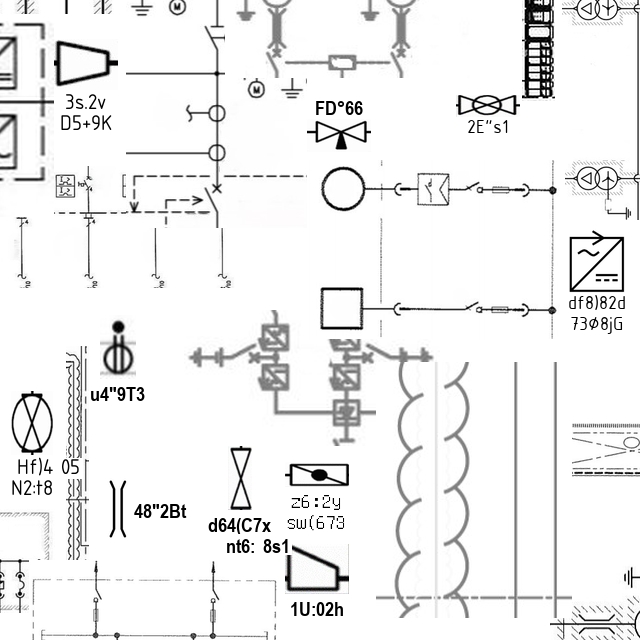 M
3s.2v
D5+9K
M
FD°66
2E"s1
df8)82d
73Ø8jG
u4"9T3
Hf)4
05
N2:t8
48"2Bt
z6:2y
sw(673
d64(C7x
nt6:
8s1
1U:02h